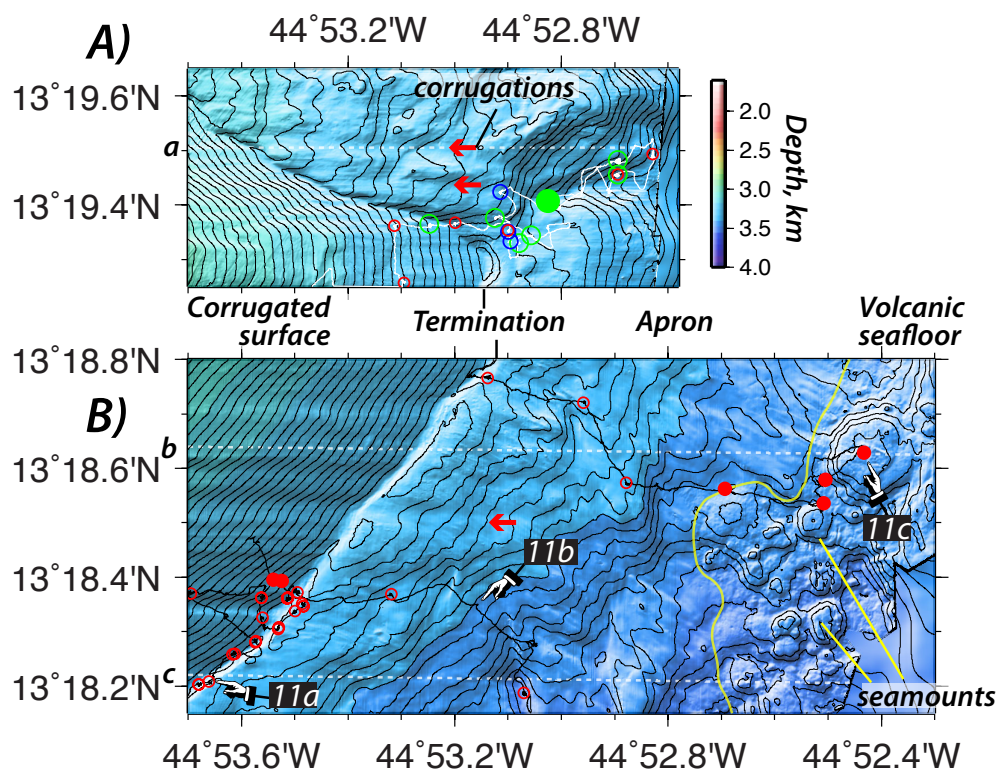 44˚53.2'W 44˚52.8'W
A)
corrugations
13˚19.6'N
a
13˚19.4'N
2.0
2.5
3.0
3.5
4.0
Depth, km
Corrugated
surface
Termination
Apron
Volcanic
seafloor
13˚18.8'N
B)
b
13˚18.6'N
11c
11b
13˚18.4'N
c
13˚18.2'N
11a
seamounts
44˚53.6'W 44˚53.2'W 44˚52.8'W 44˚52.4'W